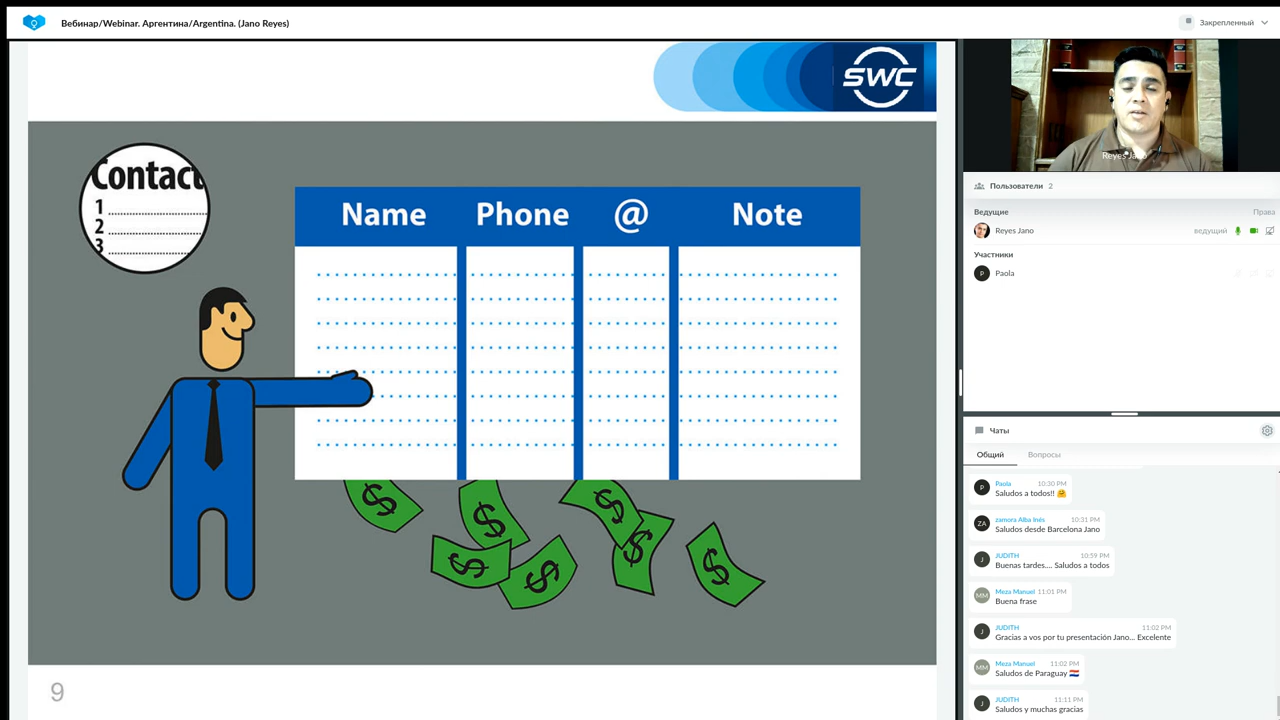 Вебинар/Webinar. Аргентина/Argentina. (Jano Reyes)
Закрепленный
SWC
Contact
1
2
3
Name Phone @ Note
$ $ $ $ $ $ $
9
Reyes Jano
Пользователи 2
Ведущие Права
Reyes Jano ведущий
Участники
P Paola
Чаты
Общий Вопросы
P Paola 10:30 PM
Saludos a todos!! 🤗
ZA zamora Alba Inés 10:31 PM
Saludos desde Barcelona Jano
J JUDITH 10:59 PM
Buenas tardes.... Saludos a todos
MM Meza Manuel 11:01 PM
Buena frase
J JUDITH 11:02 PM
Gracias a vos por tu presentación Jano... Excelente
MM Meza Manuel 11:02 PM
Saludos de Paraguay 🇵🇾
J JUDITH 11:11 PM
Saludos y muchas gracias